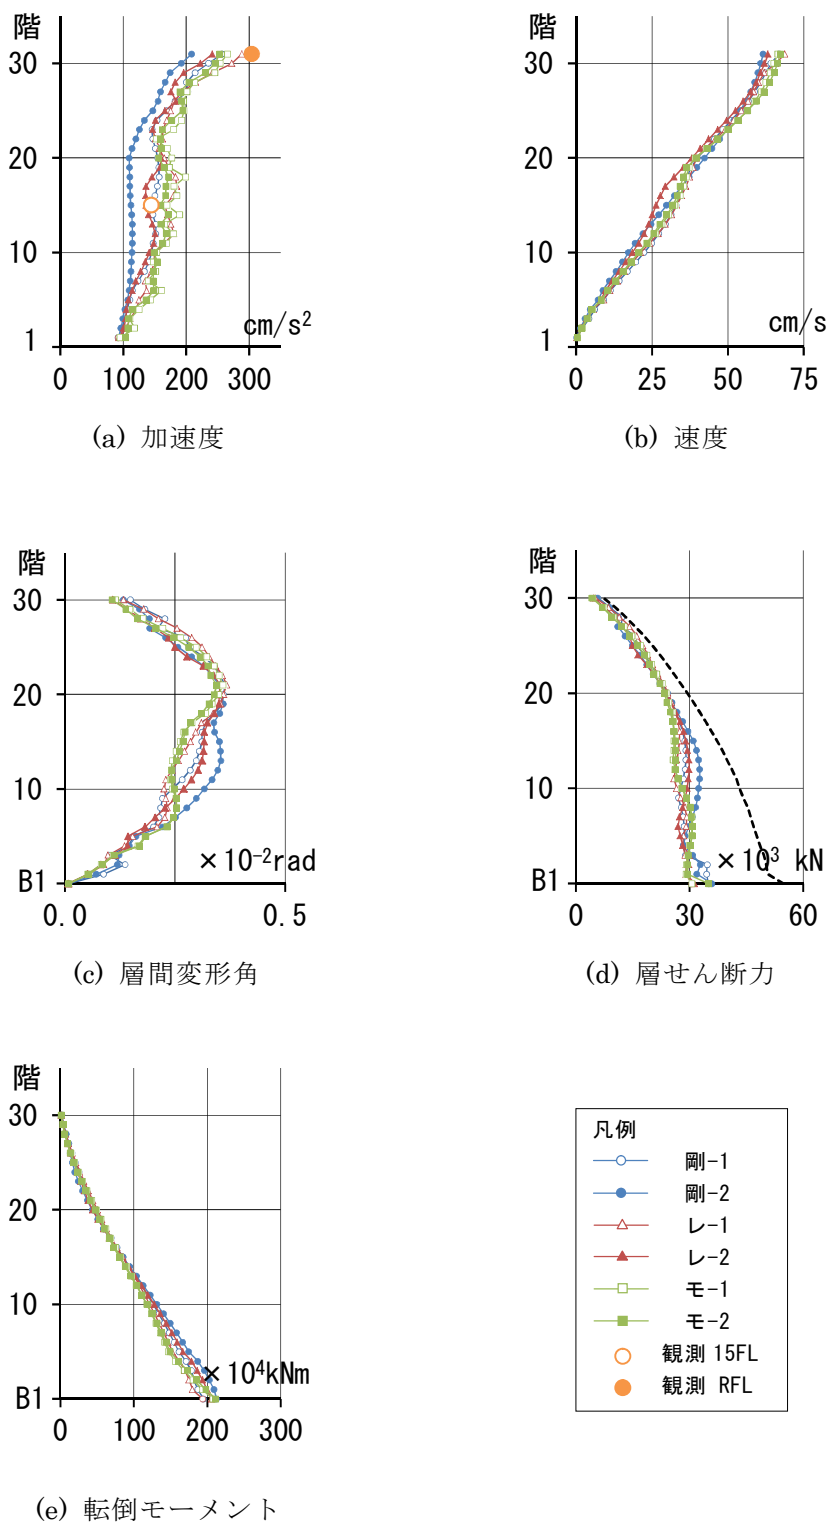 階
30
20
10
1
cm/s²
0 100 200 300
(a) 加速度
階
30
20
10
1
cm/s
0 25 50 75
(b) 速度
階
30
20
10
B1
×10⁻²rad
0.0 0.5
(c) 層間変形角
階
30
20
10
B1
×10³ kN
0 30 60
(d) 層せん断力
階
30
20
10
B1
×10⁴kNm
0 100 200 300
(e) 転倒モーメント
凡例
剛-1
剛-2
レ-1
レ-2
モ-1
モ-2
観測 15FL
観測 RFL